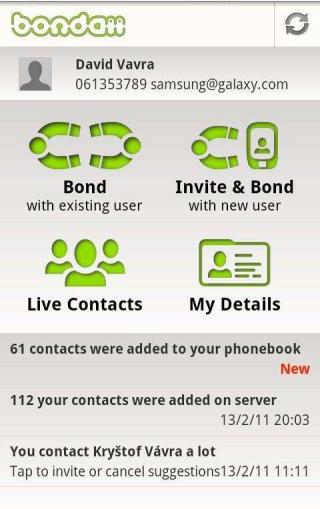 bondaii
David Vavra
061353789 samsung@galaxy.com
Bond
with existing user
Invite & Bond
with new user
Live Contacts
My Details
61 contacts were added to your phonebook
New
112 your contacts were added on server
13/2/11 20:03
You contact Kryštof Vávra a lot
Tap to invite or cancel suggestions13/2/11 11:11